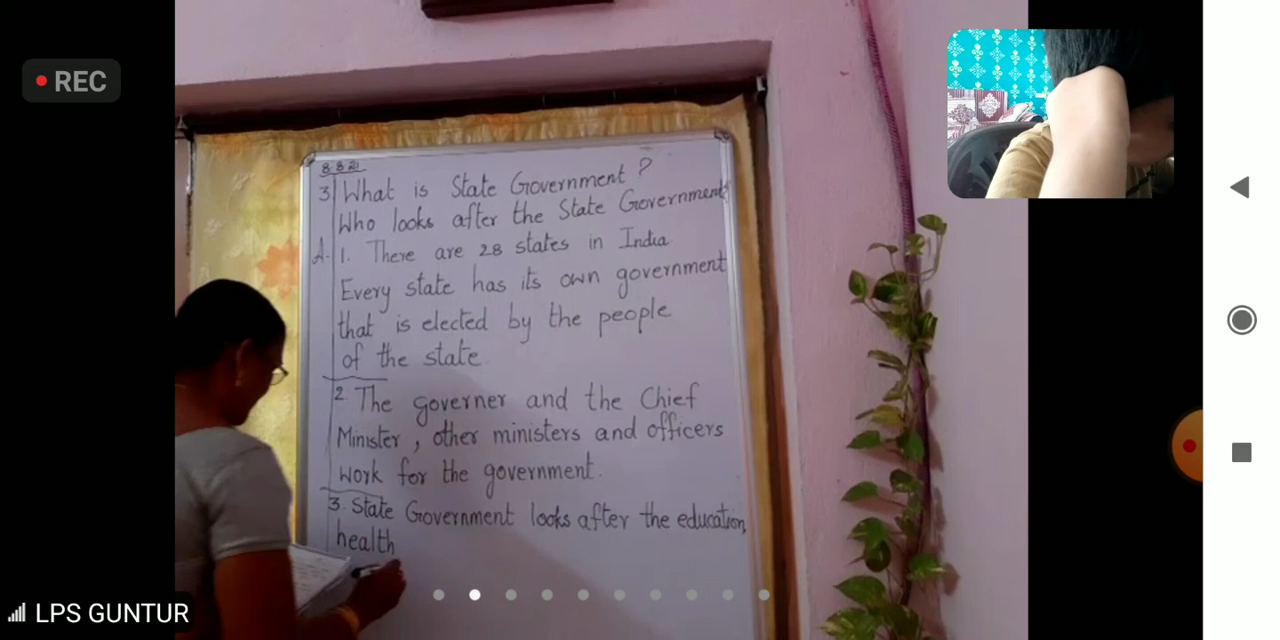 REC
8.8.21
3) What is State Government?
Who looks after the State Government
A. 1. There are 28 states in India
Every state has its own government
that is elected by the people
of the state
2. The governer and the Chief
Minister, other ministers and officers
work for the government.
3. State Government looks after the education,
health
LPS GUNTUR